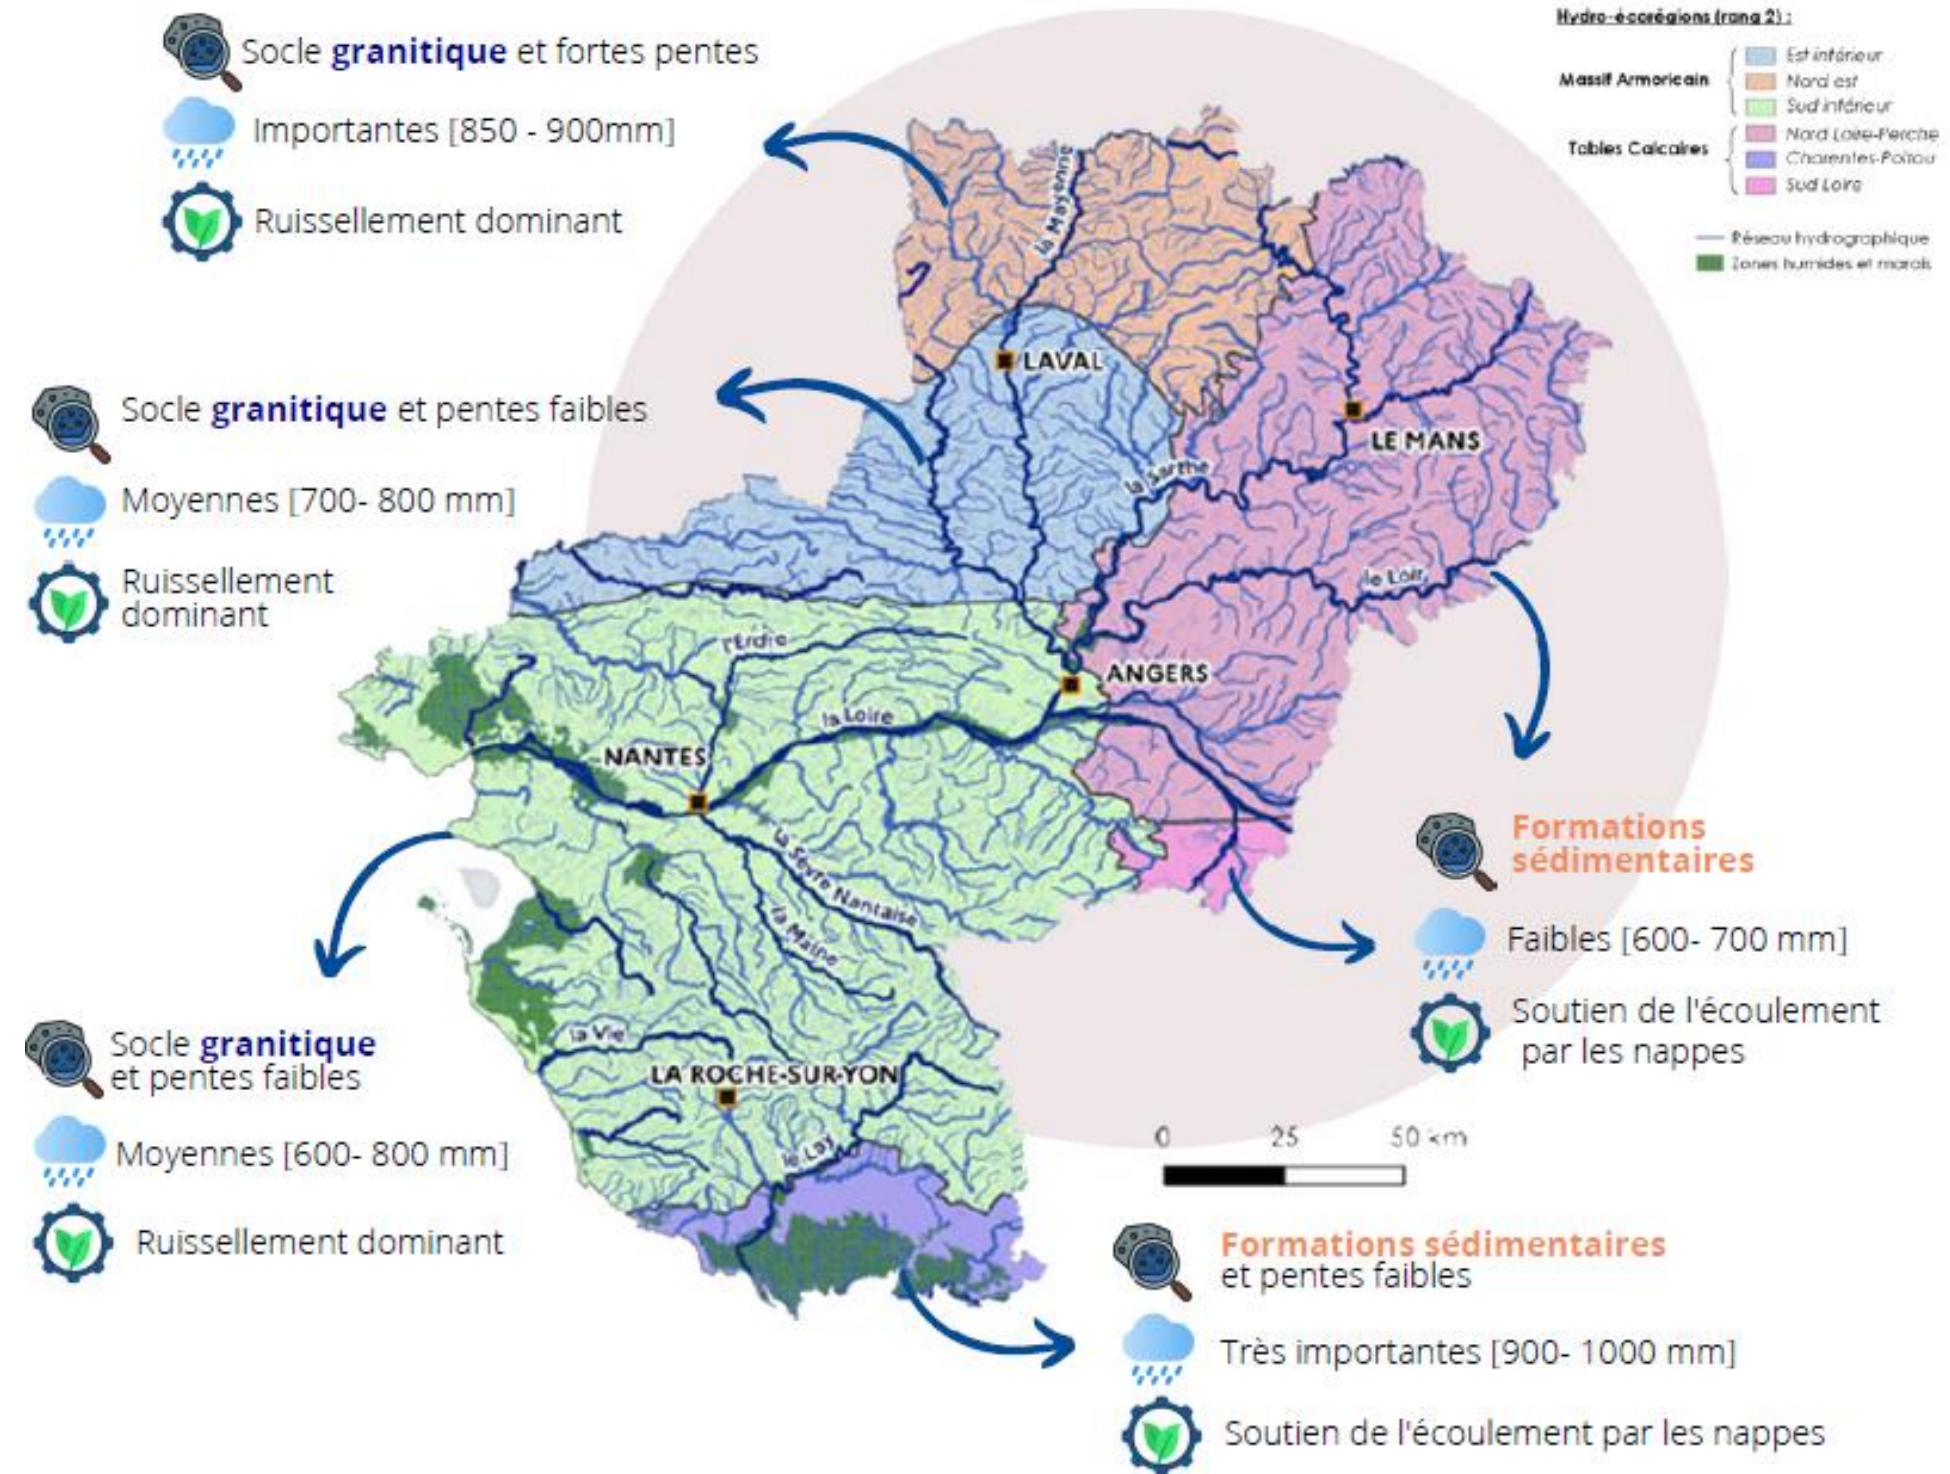 Socle granitique et fortes pentes
Importantes [850 - 900mm]
Ruissellement dominant
Hydro-écorégions (rang 2) :
Massif Armoricain
Est intérieur
Nord est
Sud intérieur
Tables Calcaires
Nord Loire-Perche
Charentes-Poitou
Sud Loire
Réseau hydrographique
Zones humides et marais
Socle granitique et pentes faibles
Moyennes [700- 800 mm]
Ruissellement
dominant
la Mayenne
LAVAL
LE MANS
la Sarthe
le Loir
l'Erdre
ANGERS
la Loire
NANTES
la Sèvre Nantaise
la Maine
la Vie
LA ROCHE-SUR-YON
le Lay
Formations
sédimentaires
Faibles [600- 700 mm]
Soutien de l'écoulement
par les nappes
Socle granitique
et pentes faibles
Moyennes [600- 800 mm]
Ruissellement dominant
0 25 50 km
Formations sédimentaires
et pentes faibles
Très importantes [900- 1000 mm]
Soutien de l'écoulement par les nappes